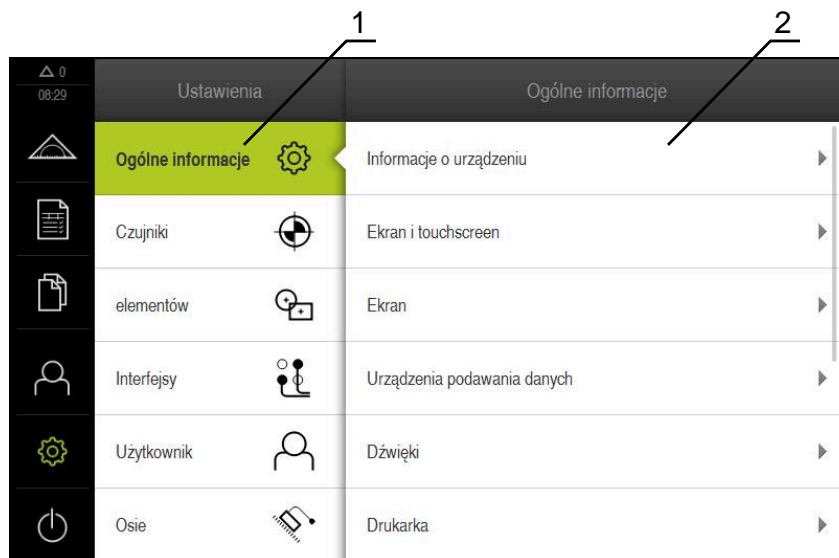 1
2
0
08:29
Ustawienia
Ogólne informacje
Ogólne informacje
Czujniki
elementów
Interfejsy
Użytkownik
Osie
Informacje o urządzeniu
Ekran i touchscreen
Ekran
Urządzenia podawania danych
Dźwięki
Drukarka